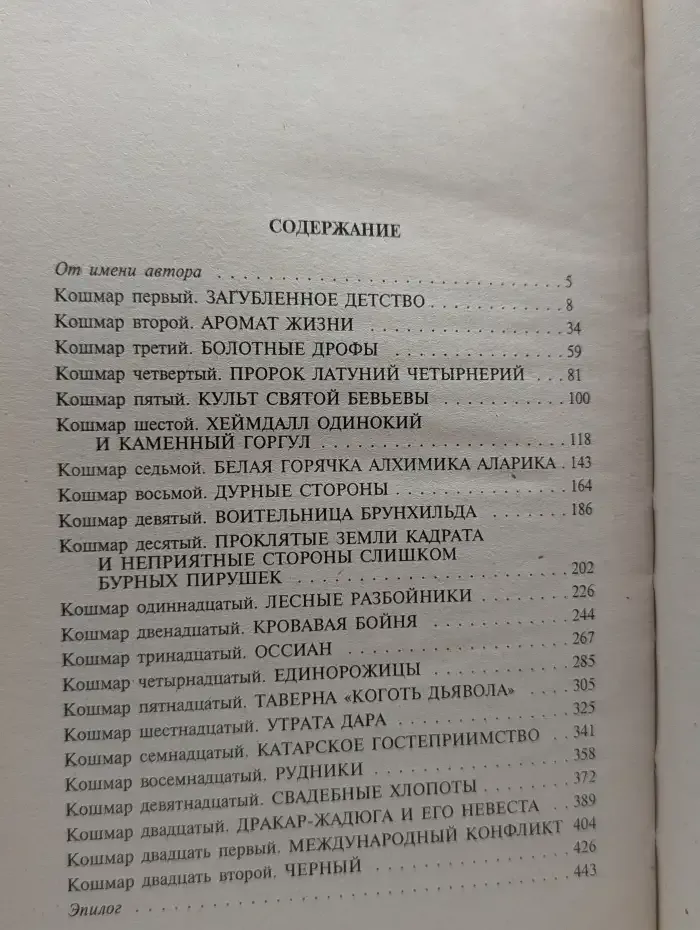 СОДЕРЖАНИЕ
От имени автора . . . . . . . . . . . . . . . . . . . . . . . . . . 5
Кошмар первый. ЗАГУБЛЕННОЕ ДЕТСТВО . . . . . . . . . . 8
Кошмар второй. АРОМАТ ЖИЗНИ . . . . . . . . . . . . . . . 34
Кошмар третий. БОЛОТНЫЕ ДРОФЫ . . . . . . . . . . . . . 59
Кошмар четвертый. ПРОРОК ЛАТУНИЙ ЧЕТЫРНЕРИЙ . . . 81
Кошмар пятый. КУЛЬТ СВЯТОЙ БЕВЬЕВЫ . . . . . . . . . . 100
Кошмар шестой. ХЕЙМДАЛЛ ОДИНОКИЙ
И КАМЕННЫЙ ГОРГУЛ . . . . . . . . . . . . . . . . . . 118
Кошмар седьмой. БЕЛАЯ ГОРЯЧКА АЛХИМИКА АЛАРИКА . 143
Кошмар восьмой. ДУРНЫЕ СТОРОНЫ . . . . . . . . . . . . . 164
Кошмар девятый. ВОИТЕЛЬНИЦА БРУНХИЛЬДА . . . . . . . 186
Кошмар десятый. ПРОКЛЯТЫЕ ЗЕМЛИ КАДРАТА
И НЕПРИЯТНЫЕ СТОРОНЫ СЛИШКОМ
БУРНЫХ ПИРУШЕК . . . . . . . . . . . . . . . . . . . . 202
Кошмар одиннадцатый. ЛЕСНЫЕ РАЗБОЙНИКИ . . . . . . . 226
Кошмар двенадцатый. КРОВАВАЯ БОЙНЯ . . . . . . . . . . 244
Кошмар тринадцатый. ОССИАН . . . . . . . . . . . . . . . . 267
Кошмар четырнадцатый. ЕДИНОРОЖИЦЫ . . . . . . . . . . 285
Кошмар пятнадцатый. ТАВЕРНА «КОГОТЬ ДЬЯВОЛА» . . . . 305
Кошмар шестнадцатый. УТРАТА ДАРА . . . . . . . . . . . . 325
Кошмар семнадцатый. КАТАРСКОЕ ГОСТЕПРИИМСТВО . . 341
Кошмар восемнадцатый. РУДНИКИ . . . . . . . . . . . . . . 358
Кошмар девятнадцатый. СВАДЕБНЫЕ ХЛОПОТЫ . . . . . . 372
Кошмар двадцатый. ДРАКАР-ЖАДЮГА И ЕГО НЕВЕСТА . . 389
Кошмар двадцать первый. МЕЖДУНАРОДНЫЙ КОНФЛИКТ 404
Кошмар двадцать второй. ЧЕРНЫЙ . . . . . . . . . . . . . . 426
Эпилог . . . . . . . . . . . . . . . . . . . . . . . . . . . . . . 443